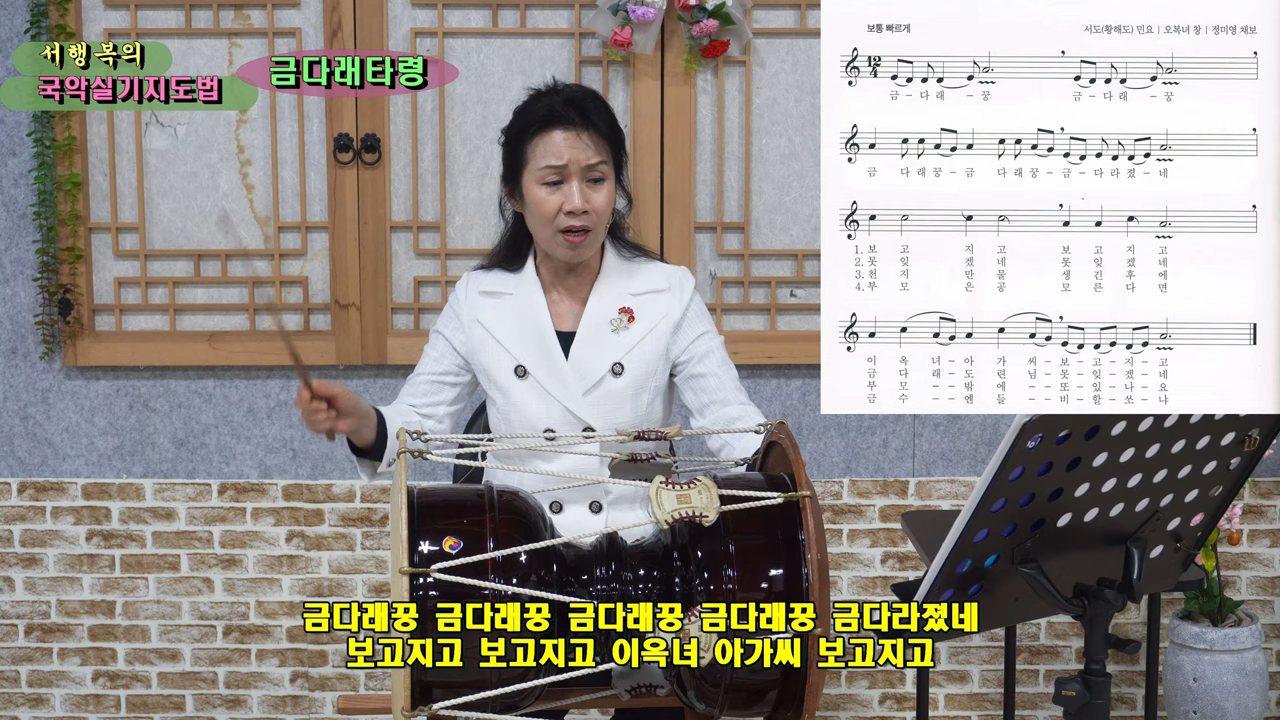 서행복의
국악실기지도법
금다래타령
보통 빠르게
서도(황해도) 민요 | 오복녀 창 | 정미영 채보
12
4
금 - 다 래 - 꿍 금 - 다 래 - 꿍
금 다 래 꿍 - 금 다 래 꿍 - 금 - 다 라 졌 - 네
1. 보 고 지 고 보 고 지 고
2. 못 잊 겠 네 못 잊 겠 네
3. 천 지 만 물 생 긴 후 에
4. 부 모 은 공 모 른 다 면
이 옥 녀 - 아 가 씨 - 보 - 고 - 지 - 고
금 다 래 - 도 련 님 - 못 - 잊 - 겠 - 네
부 모 - - 밖 에 - - 또 - 있 - 나 - 요
금 수 - - 엔 들 - - 비 - 할 - 쏘 - 냐
금다래꿍 금다래꿍 금다래꿍 금다래꿍 금다라졌네
보고지고 보고지고 이옥녀 아가씨 보고지고